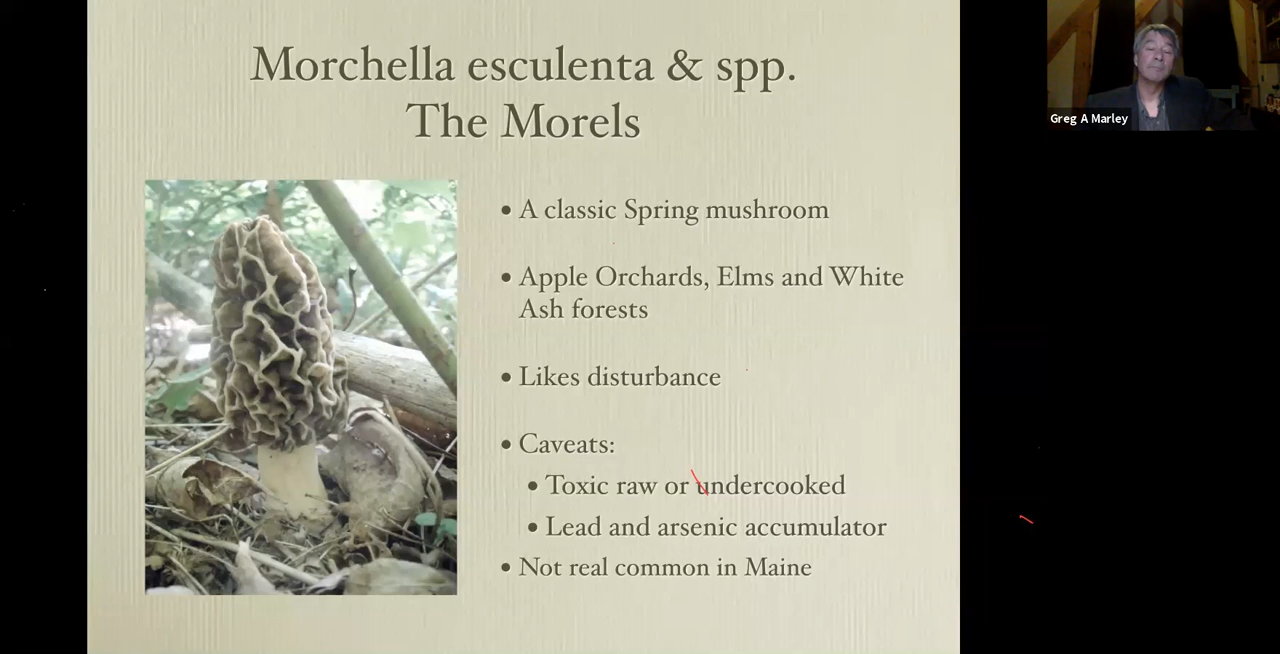 Morchella esculenta & spp.
The Morels
• A classic Spring mushroom
• Apple Orchards, Elms and White
Ash forests
• Likes disturbance
• Caveats:
• Toxic raw or undercooked
• Lead and arsenic accumulator
• Not real common in Maine
Greg A Marley